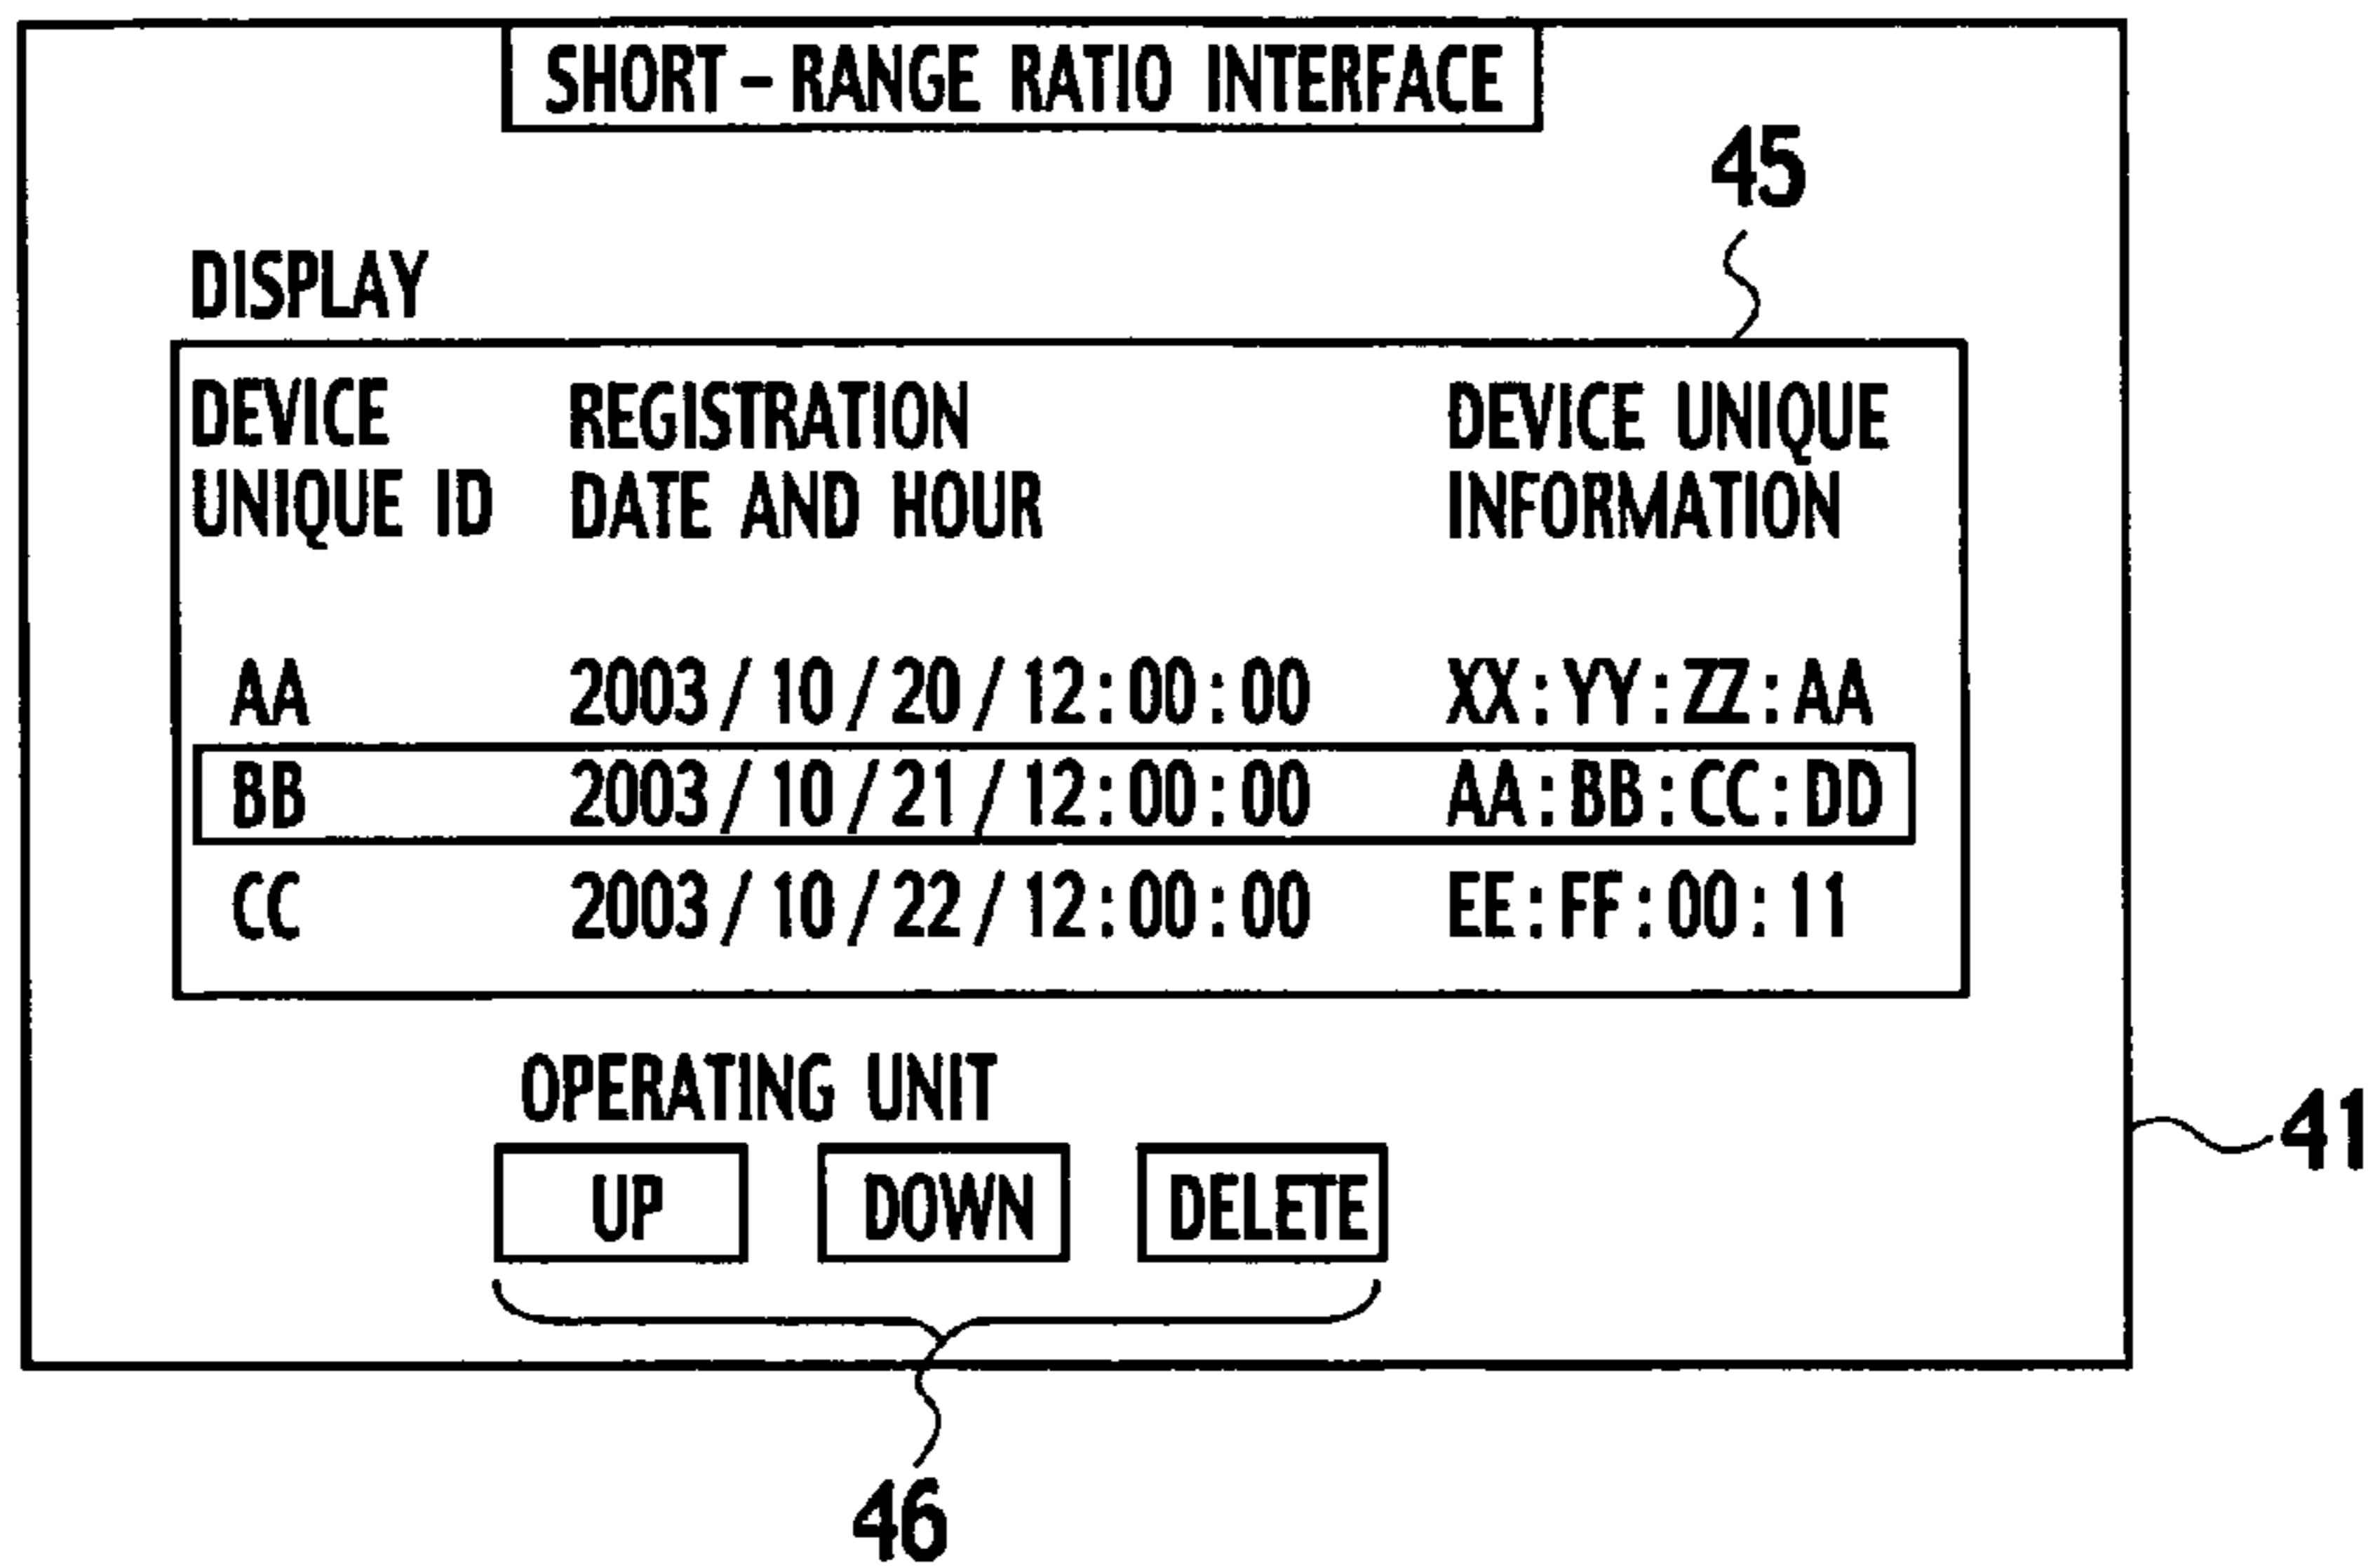 SHORT-RANGE RATIO INTERFACE
45
DISPLAY
DEVICE REGISTRATION DEVICE UNIQUE
UNIQUE ID DATE AND HOUR INFORMATION
AA 2003/10/20/12:00:00 XX:YY:ZZ:AA
BB 2003/10/21/12:00:00 AA:BB:CC:DD
CC 2003/10/22/12:00:00 EE:FF:00:11
OPERATING UNIT
41
UP DOWN DELETE
46